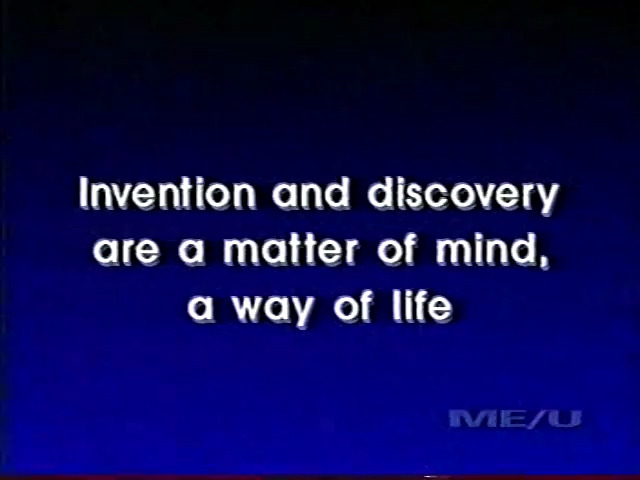 Invention and discovery
are a matter of mind,
a way of life
ME/U